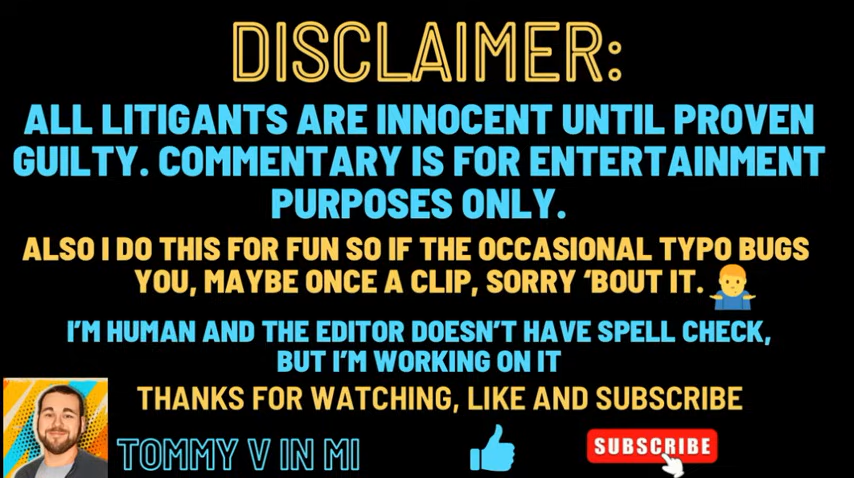 DISCLAIMER:
ALL LITIGANTS ARE INNOCENT UNTIL PROVEN
GUILTY. COMMENTARY IS FOR ENTERTAINMENT
PURPOSES ONLY.
ALSO I DO THIS FOR FUN SO IF THE OCCASIONAL TYPO BUGS
YOU, MAYBE ONCE A CLIP, SORRY ‘BOUT IT.
I’M HUMAN AND THE EDITOR DOESN’T HAVE SPELL CHECK,
BUT I’M WORKING ON IT
THANKS FOR WATCHING, LIKE AND SUBSCRIBE
TOMMY V IN MI
SUBSCRIBE